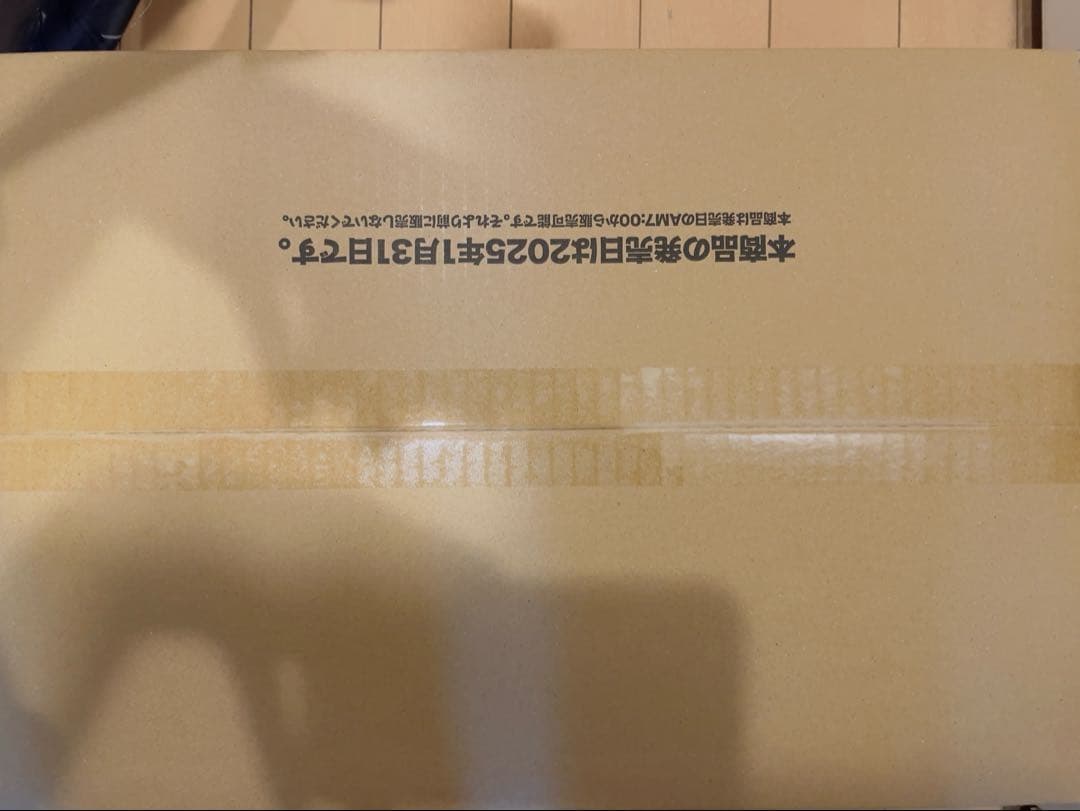 本商品の発売日は2025年1月31日です。
本商品は発売日のAM7:00から販売可能です。それより前に販売しないでください。